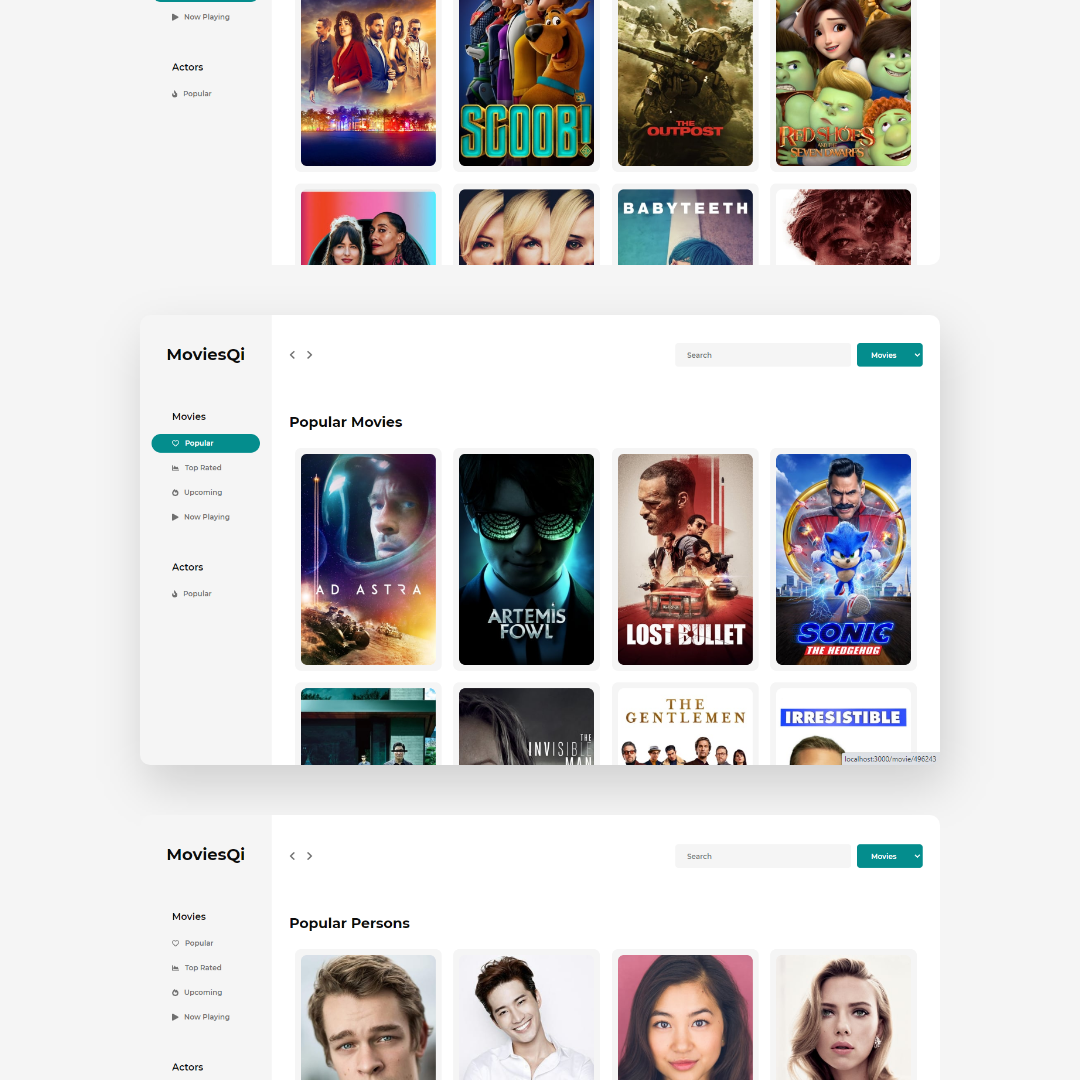 Now Playing
Actors
Popular
SCOOB!
THE
OUTPOST
RED SHOES
AND THE
SEVEN DWARFS
BABYTEETH
MoviesQi
Search
Movies
Movies
Popular
Top Rated
Upcoming
Now Playing
Actors
Popular
Popular Movies
AD ASTRA
ARTEMIS
FOWL
LOST BULLET
SONIC
THE HEDGEHOG
THE
INVISIBLE
MAN
THE
GENTLEMEN
IRRESISTIBLE
localhost:3000/movie/496243
MoviesQi
Search
Movies
Movies
Popular
Top Rated
Upcoming
Now Playing
Actors
Popular Persons